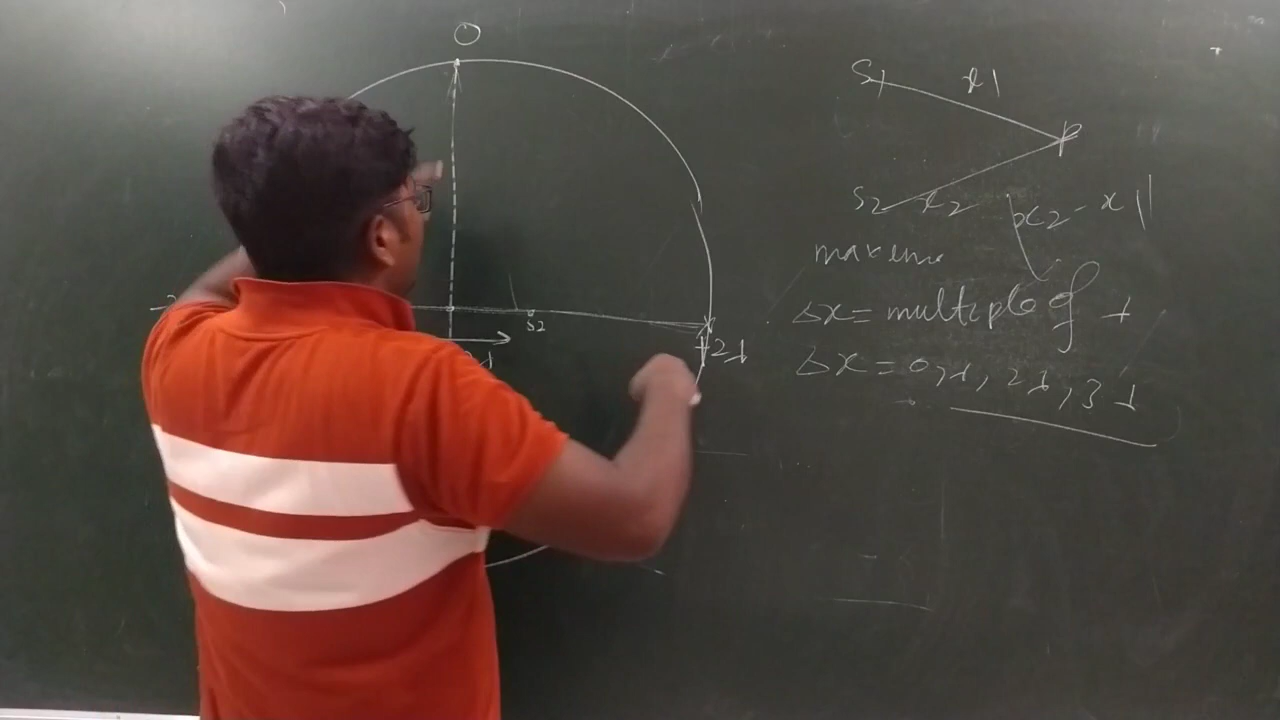 O
S1 x1
P
S2 x2
x2 - x1|
maxima
Δx = multiple of λ
Δx = 0, λ, 2λ, 3λ
S2
+2λ